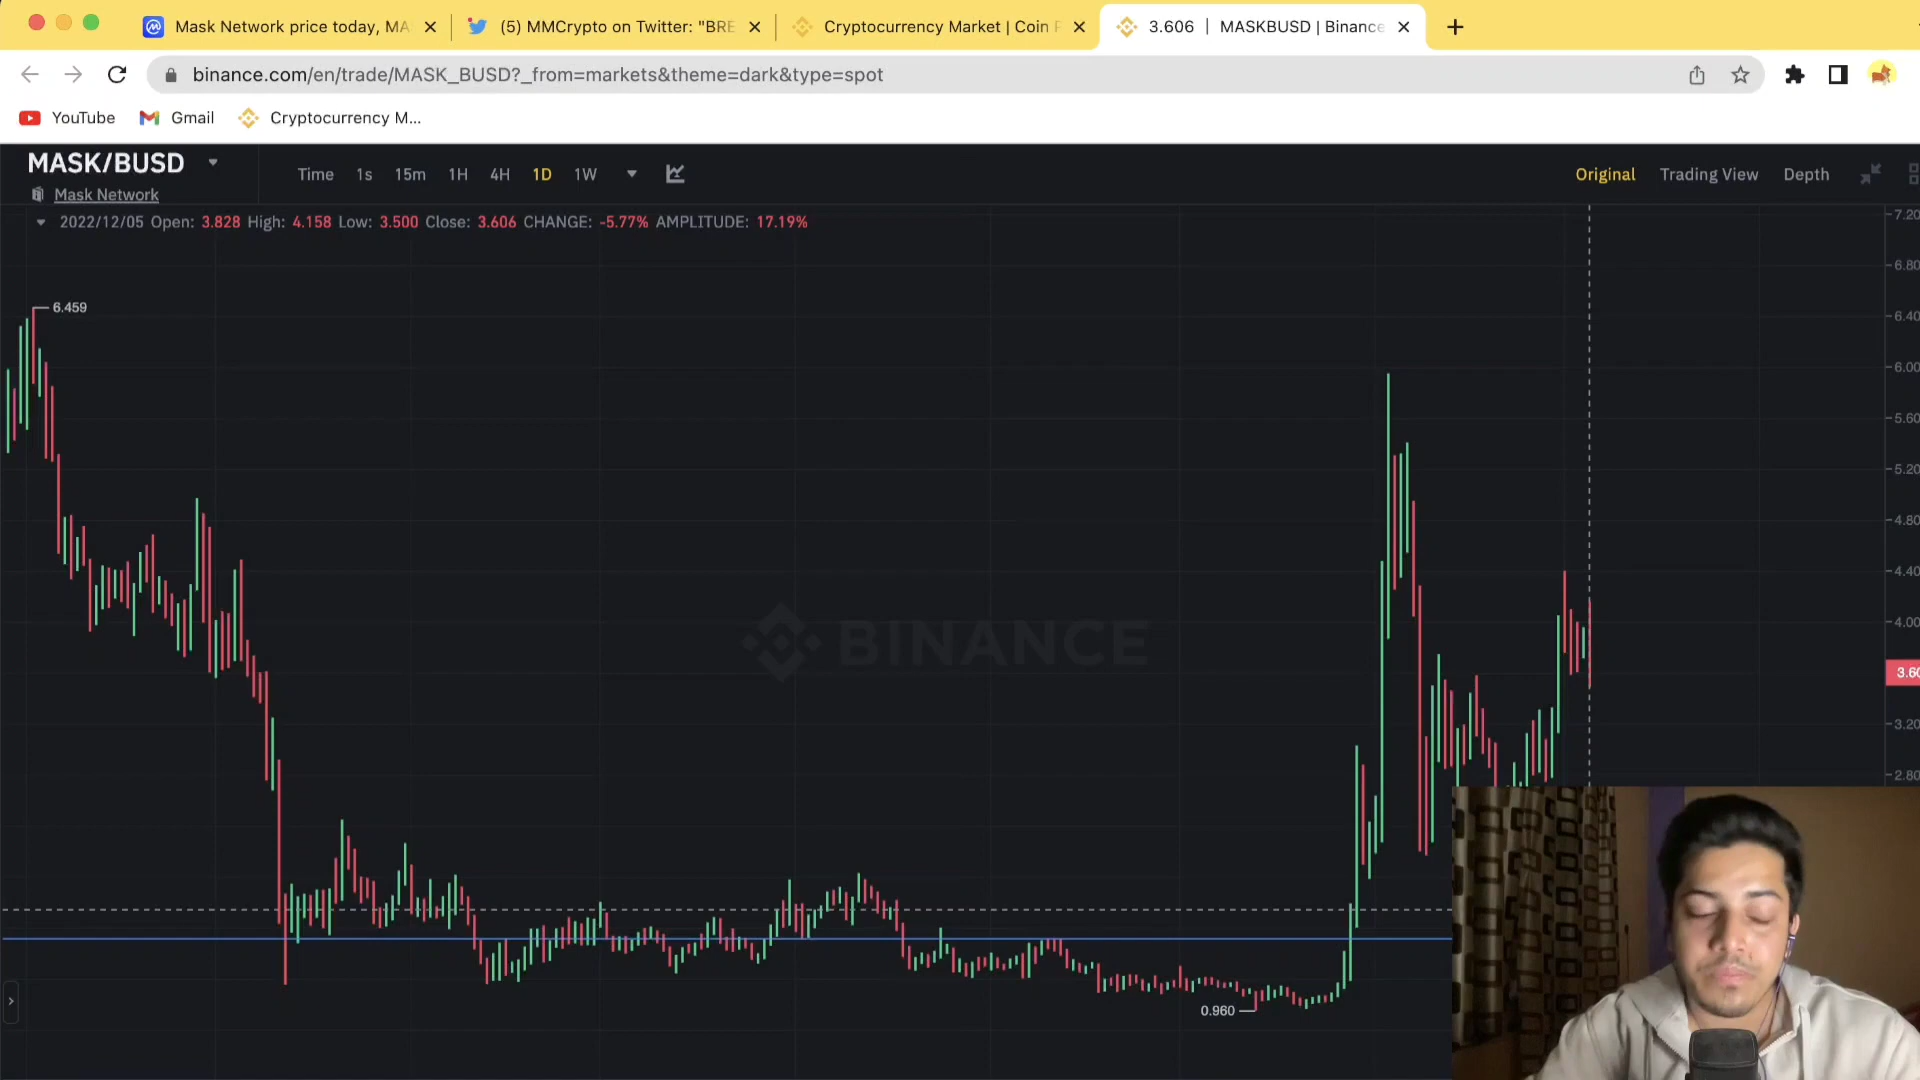 Mask Network price today, MA
(5) MMCrypto on Twitter: "BRE
Cryptocurrency Market | Coin P
3.606 | MASKBUSD | Binance
binance.com/en/trade/MASK_BUSD?_from=markets&theme=dark&type=spot
YouTube
Gmail
Cryptocurrency M...
MASK/BUSD
Mask Network
Time 1s 15m 1H 4H 1D 1W
Original Trading View Depth
2022/12/05 Open: 3.828 High: 4.158 Low: 3.500 Close: 3.606 CHANGE: -5.77% AMPLITUDE: 17.19%
7.20
6.80
6.459
6.40
6.00
5.60
5.20
4.80
4.40
4.00
BINANCE
3.60
3.20
2.80
0.960